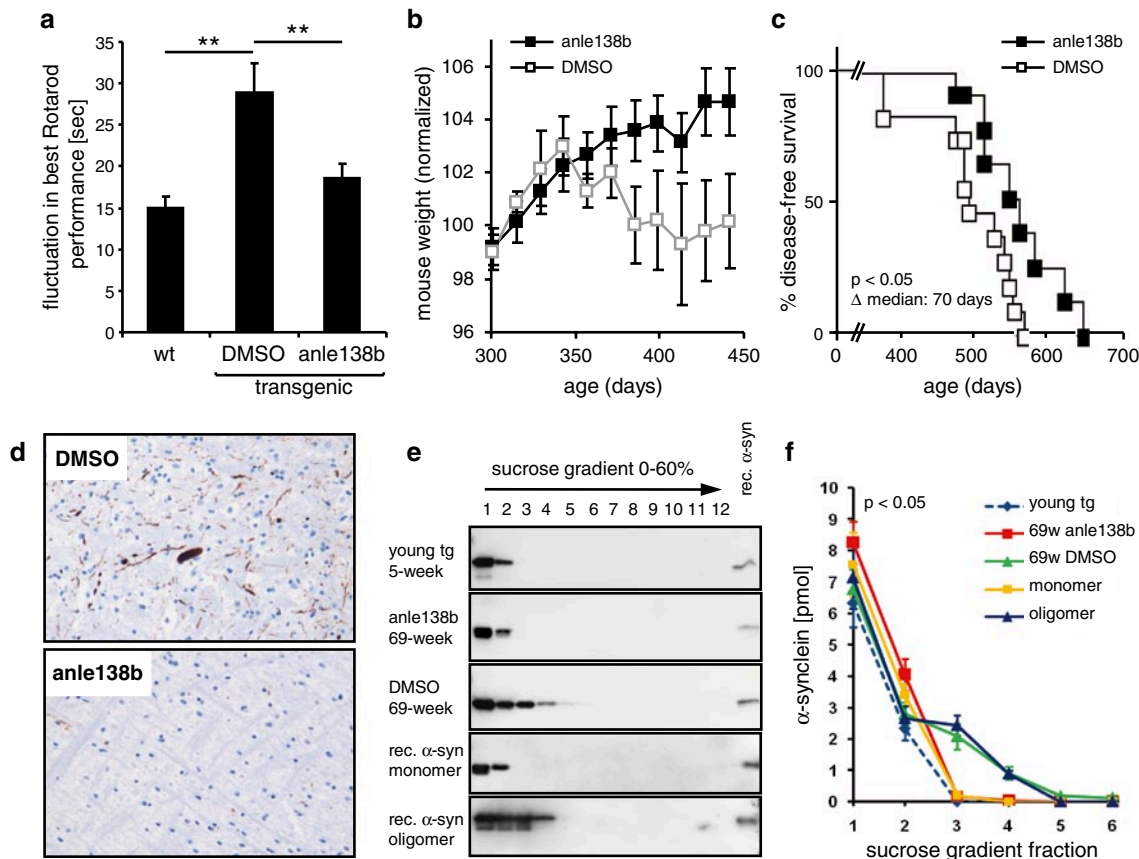 a
fluctuation in best Rotarod
performance [sec]
35
30
25
20
15
10
5
0
**
**
wt
DMSO
anle138b
transgenic
b
anle138b
DMSO
mouse weight (normalized)
106
104
102
100
98
96
300
350
400
450
age (days)
c
anle138b
DMSO
% disease-free survival
100
50
0
p < 0.05
Δ median: 70 days
0
400
500
600
700
age (days)
d
DMSO
anle138b
e
sucrose gradient 0-60%
rec. α-syn
1 2 3 4 5 6 7 8 9 10 11 12
young tg
5-week
anle138b
69-week
DMSO
69-week
rec. α-syn
monomer
rec. α-syn
oligomer
f
α-synclein [pmol]
10
9
8
7
6
5
4
3
2
1
0
p < 0.05
young tg
69w anle138b
69w DMSO
monomer
oligomer
1 2 3 4 5 6
sucrose gradient fraction